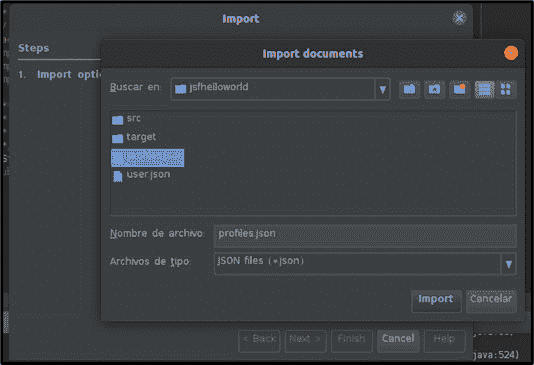 Import
Steps
1. Import opti
Import documents
Buscar en: jsfhelloworld
src
target
user.json
Nombre de archivo: profiles.json
Archivos de tipo: JSON files (*.json)
Import Cancelar
< Back Next > Finish Cancel Help
java:524)